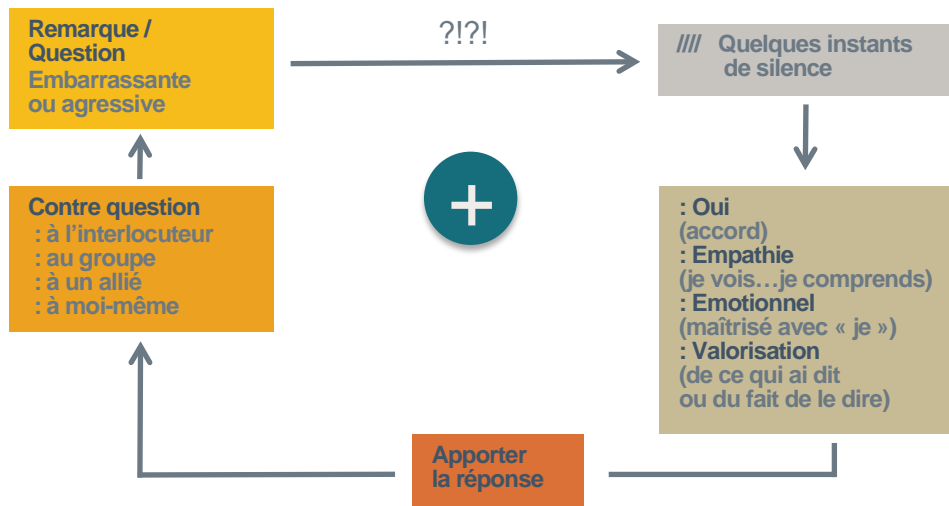 Remarque /
Question
Embarrassante
ou agressive
?!?!
//// Quelques instants
de silence
Contre question
: à l’interlocuteur
: au groupe
: à un allié
: à moi-même
+
: Oui
(accord)
: Empathie
(je vois…je comprends)
: Emotionnel
(maîtrisé avec « je »)
: Valorisation
(de ce qui ai dit
ou du fait de le dire)
Apporter
la réponse